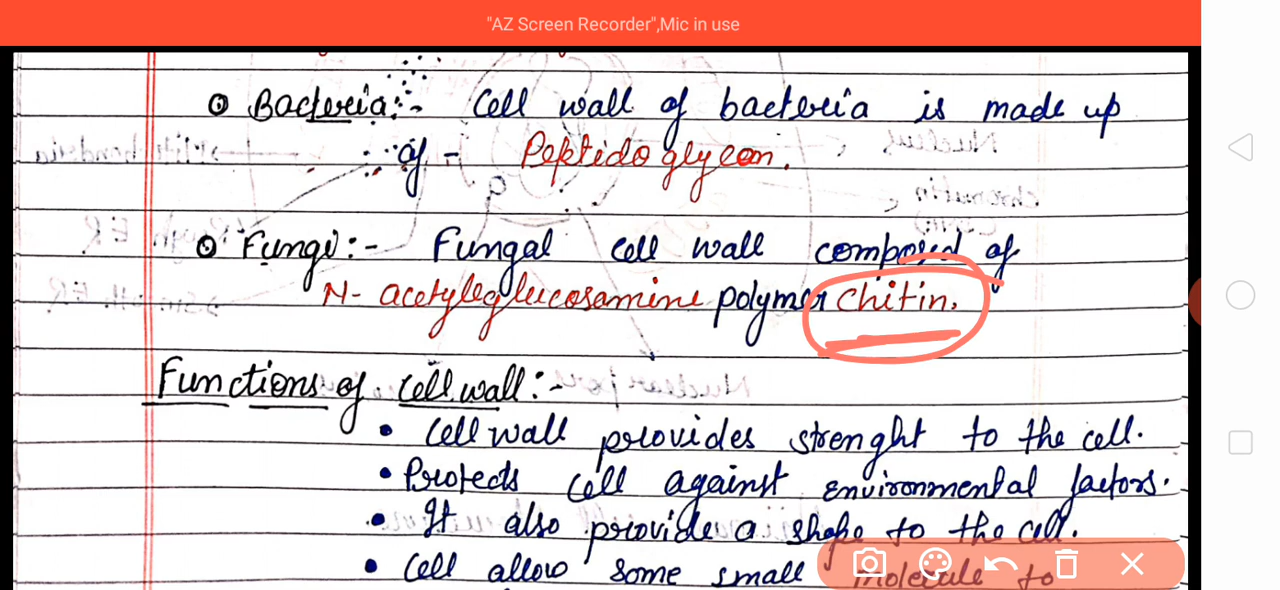 "AZ Screen Recorder",Mic in use
Bacteria:- Cell wall of bacteria is made up
of - Peptidoglycan.
Fungi:- Fungal cell wall composed of
N- acetyleglucosamine polymer chitin.
Functions of cell wall:-
• Cell wall provides strenght to the cell.
• Protects cell against environmental factors.
• It also provide a shape to the cell.
• Cell allow some small molecule to